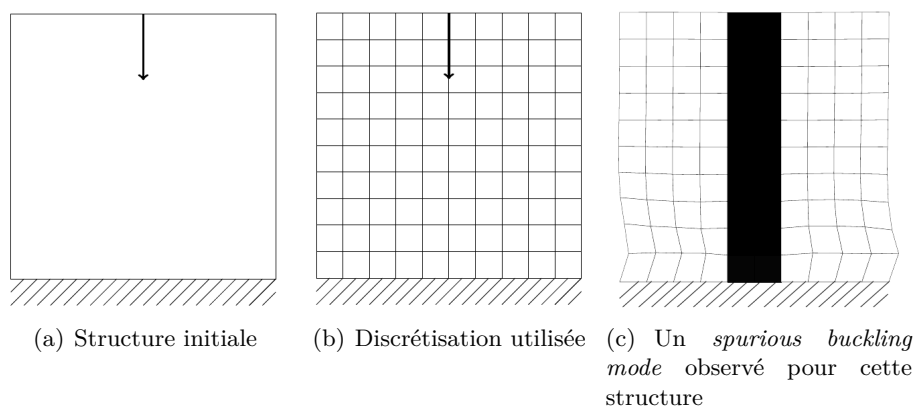 (a) Structure initiale
(b) Discrétisation utilisée
(c) Un spurious buckling
mode observé pour cette
structure